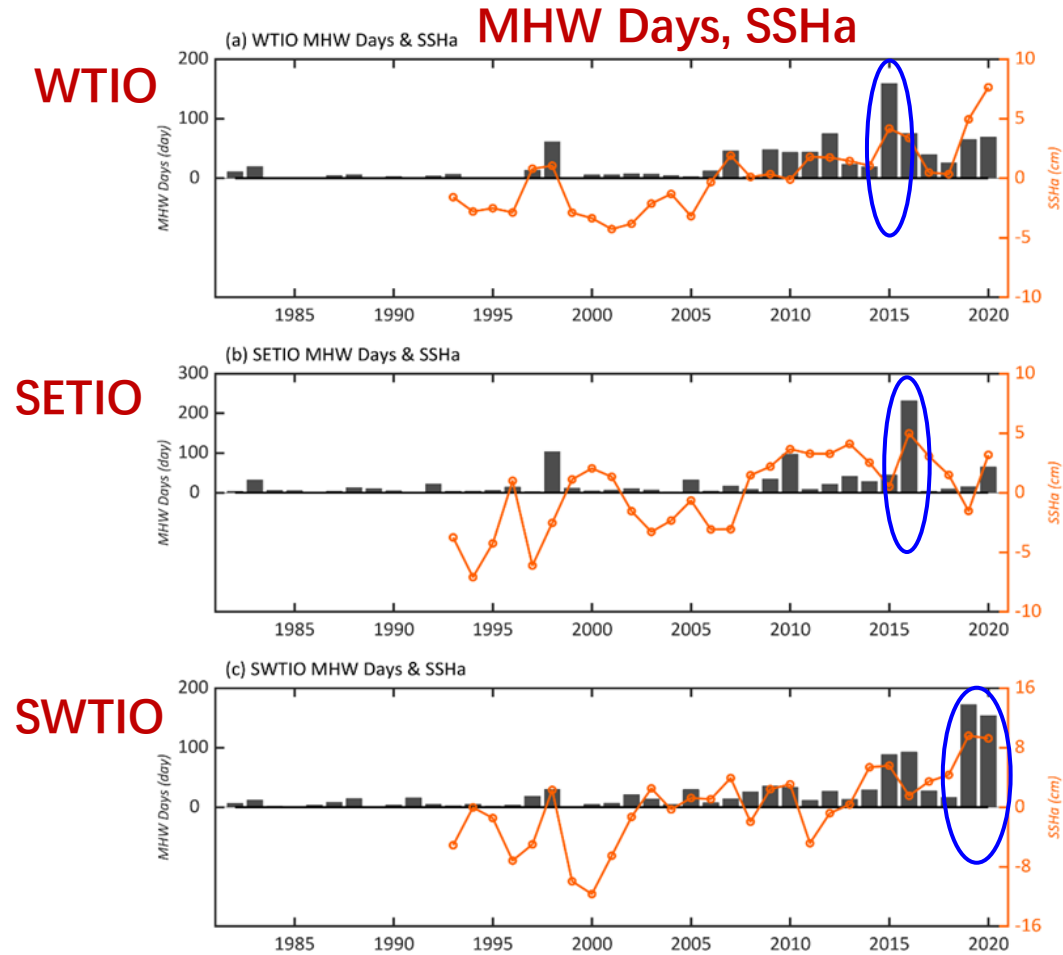 MHW Days, SSHa
WTIO
(a) WTIO MHW Days & SSHa
200
100
0
MHW Days (day)
10
5
0
-5
-10
SSHa (cm)
1985 1990 1995 2000 2005 2010 2015 2020
SETIO
(b) SETIO MHW Days & SSHa
300
200
100
0
MHW Days (day)
10
5
0
-5
-10
SSHa (cm)
1985 1990 1995 2000 2005 2010 2015 2020
SWTIO
(c) SWTIO MHW Days & SSHa
200
100
0
MHW Days (day)
16
8
0
-8
-16
SSHa (cm)
1985 1990 1995 2000 2005 2010 2015 2020